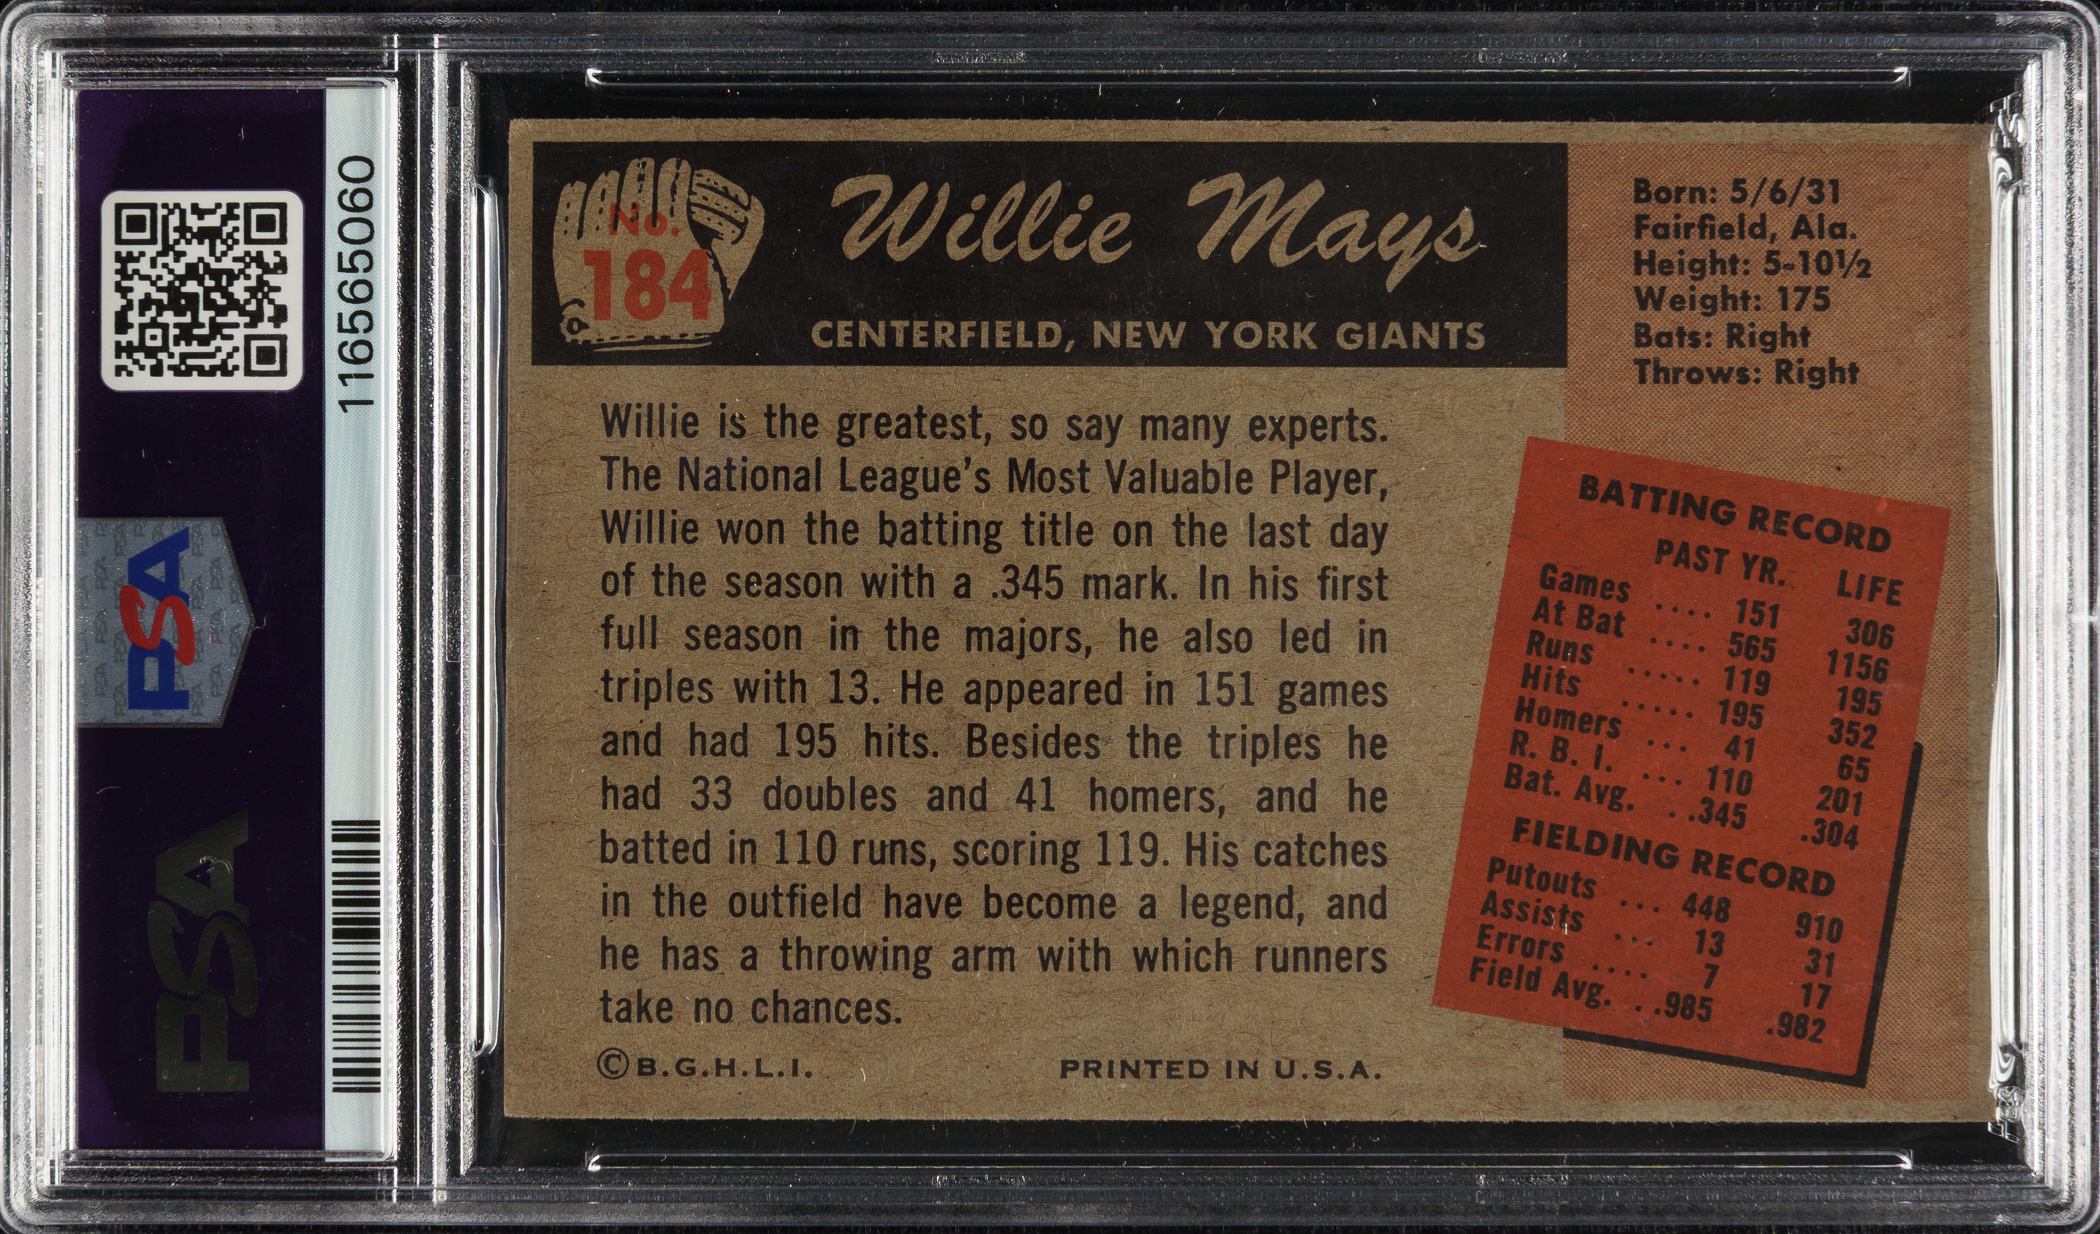 116565060
PSA
PSA
No.
184
Willie Mays
CENTERFIELD, NEW YORK GIANTS
Born: 5/6/31
Fairfield, Ala.
Height: 5-10½
Weight: 175
Bats: Right
Throws: Right
Willie is the greatest, so say many experts.
The National League's Most Valuable Player,
Willie won the batting title on the last day
of the season with a .345 mark. In his first
full season in the majors, he also led in
triples with 13. He appeared in 151 games
and had 195 hits. Besides the triples he
had 33 doubles and 41 homers, and he
batted in 110 runs, scoring 119. His catches
in the outfield have become a legend, and
he has a throwing arm with which runners
take no chances.
©B.G.H.L.I. PRINTED IN U.S.A.
BATTING RECORD
PAST YR. LIFE
Games .... 151 306
At Bat .... 565 1156
Runs ..... 119 195
Hits ..... 195 352
Homers ... 41 65
R. B. I. ... 110 201
Bat. Avg. . .345 .304
FIELDING RECORD
Putouts ... 448 910
Assists ... 13 31
Errors .... 7 17
Field Avg. . .985 .982